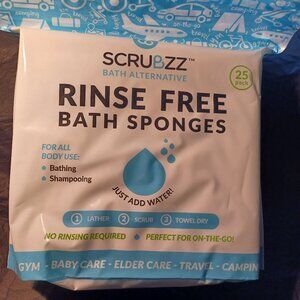 SCRUBZZ™
BATH ALTERNATIVE
25
pack
RINSE FREE
BATH SPONGES
FOR ALL
BODY USE:
Bathing
Shampooing
JUST ADD WATER!
1 LATHER 2 SCRUB 3 TOWEL DRY
NO RINSING REQUIRED • PERFECT FOR ON-THE-GO!
GYM - BABY CARE - ELDER CARE - TRAVEL - CAMPIN